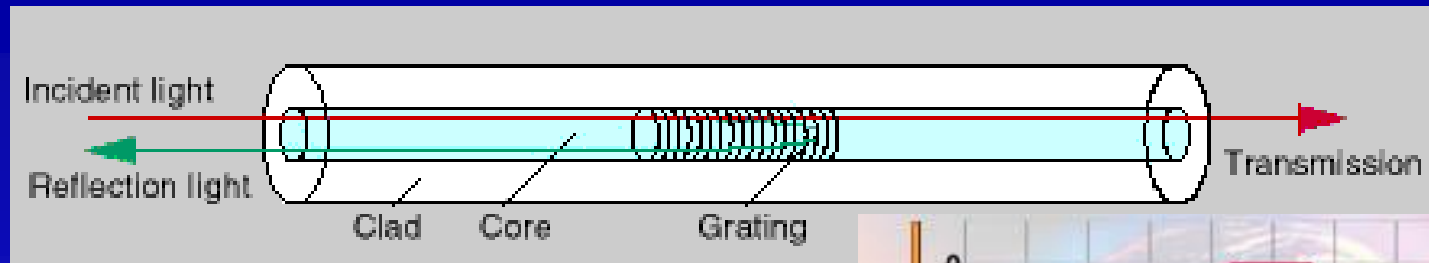 Incident light
Reflection light
Transmission
Clad
Core
Grating